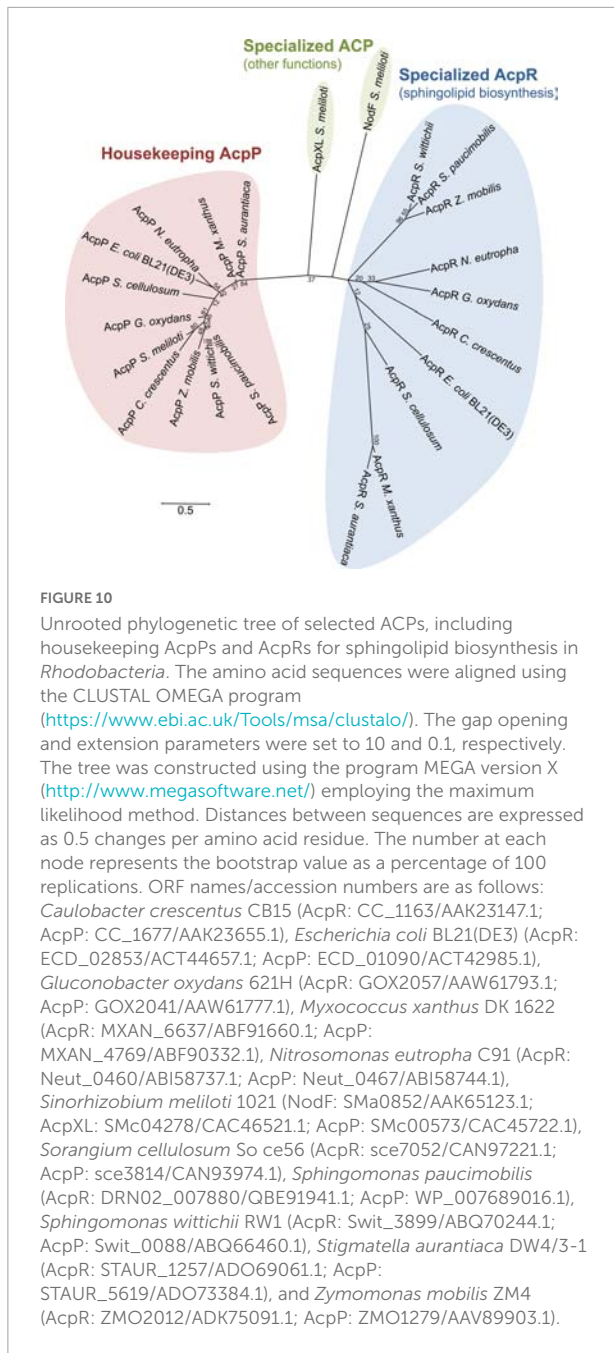 Specialized ACP
(other functions)
Specialized AcpR
(sphingolipid biosynthesis)
Housekeeping AcpP
AcpXL S. meliloti
NodF S. meliloti
AcpR S. wittichii
AcpR S. paucimobilis
AcpR Z. mobilis
AcpR N. eutropha
AcpR G. oxydans
AcpR C. crescentus
AcpR E. coli BL21(DE3)
AcpR S. cellulosum
AcpR M. xanthus
AcpR S. aurantiaca
AcpP S. aurantiaca
AcpP M. xanthus
AcpP N. eutropha
AcpP E. coli BL21(DE3)
AcpP S. cellulosum
AcpP G. oxydans
AcpP S. meliloti
AcpP C. crescentus
AcpP Z. mobilis
AcpP S. wittichii
AcpP S. paucimobilis
37
20
33
12
100
0.5
FIGURE 10
Unrooted phylogenetic tree of selected ACPs, including
housekeeping AcpPs and AcpRs for sphingolipid biosynthesis in
Rhodobacteria. The amino acid sequences were aligned using
the CLUSTAL OMEGA program
(https://www.ebi.ac.uk/Tools/msa/clustalo/). The gap opening
and extension parameters were set to 10 and 0.1, respectively.
The tree was constructed using the program MEGA version X
(http://www.megasoftware.net/) employing the maximum
likelihood method. Distances between sequences are expressed
as 0.5 changes per amino acid residue. The number at each
node represents the bootstrap value as a percentage of 100
replications. ORF names/accession numbers are as follows:
Caulobacter crescentus CB15 (AcpR: CC_1163/AAK23147.1;
AcpP: CC_1677/AAK23655.1), Escherichia coli BL21(DE3) (AcpR:
ECD_02853/ACT44657.1; AcpP: ECD_01090/ACT42985.1),
Gluconobacter oxydans 621H (AcpR: GOX2057/AAW61793.1;
AcpP: GOX2041/AAW61777.1), Myxococcus xanthus DK 1622
(AcpR: MXAN_6637/ABF91660.1; AcpP:
MXAN_4769/ABF90332.1), Nitrosomonas eutropha C91 (AcpR:
Neut_0460/ABI58737.1; AcpP: Neut_0467/ABI58744.1),
Sinorhizobium meliloti 1021 (NodF: SMa0852/AAK65123.1;
AcpXL: SMc04278/CAC46521.1; AcpP: SMc00573/CAC45722.1),
Sorangium cellulosum So ce56 (AcpR: sce7052/CAN97221.1;
AcpP: sce3814/CAN93974.1), Sphingomonas paucimobilis
(AcpR: DRN02_007880/QBE91941.1; AcpP: WP_007689016.1),
Sphingomonas wittichii RW1 (AcpR: Swit_3899/ABQ70244.1;
AcpP: Swit_0088/ABQ66460.1), Stigmatella aurantiaca DW4/3-1
(AcpR: STAUR_1257/ADO69061.1; AcpP:
STAUR_5619/ADO73384.1), and Zymomonas mobilis ZM4
(AcpR: ZMO2012/ADK75091.1; AcpP: ZMO1279/AAV89903.1).